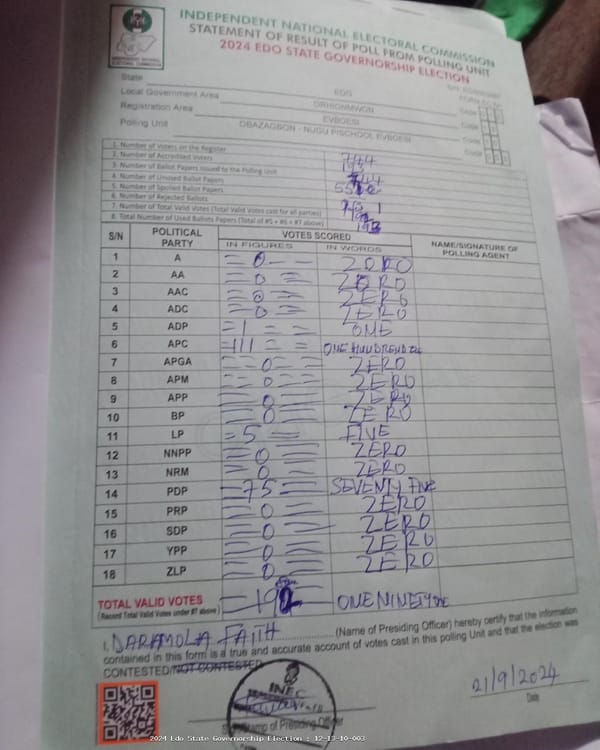 INDEPENDENT NATIONAL ELECTORAL COMMISSION
STATEMENT OF RESULT OF POLL FROM POLLING UNIT
2024 EDO STATE GOVERNORSHIP ELECTION
State EDO
Local Government Area ORHIONMWON Code
Registration Area EVBOESI Code
Polling Unit OBAZAGBON - NUGU PISCHOOL EVBOESI Code
1. Number of Voters on the Register 744
2. Number of Accredited Voters
3. Number of Ballot Papers Issued to the Polling Unit
4. Number of Unused Ballot Papers
5. Number of Spoiled Ballot Papers
6. Number of Rejected Ballots
7. Number of Total Valid Votes (Total Valid Votes cast for all parties)
8. Total Number of Used Ballots Papers (Total of #5 + #6 + #7 above)
S/N POLITICAL PARTY VOTES SCORED NAME/SIGNATURE OF POLLING AGENT
IN FIGURES IN WORDS
1 A 0 ZERO
2 AA 0 ZERO
3 AAC 0 ZERO
4 ADC 0 ZERO
5 ADP 1 ONE
6 APC 111 ONE HUNDREND
7 APGA 0 ZERO
8 APM 0 ZERO
9 APP 0 ZERO
10 BP 0 ZERO
11 LP 5 FIVE
12 NNPP 0 ZERO
13 NRM 0 ZERO
14 PDP 75 SEVENTY FIVE
15 PRP 0 ZERO
16 SDP 0 ZERO
17 YPP 0 ZERO
18 ZLP 0 ZERO
TOTAL VALID VOTES 192 ONE NINETY
(Record Total Valid Votes under #7 above)
I, DARAMOLA FAITH (Name of Presiding Officer) hereby certify that the information
contained in this form is a true and accurate account of votes cast in this polling Unit and that the election was
CONTESTED/NOT CONTESTED
INEC
21/9/2024
Date
Stamp of Presiding Officer
2024 Edo State Governorship Election : 12-13-10-003